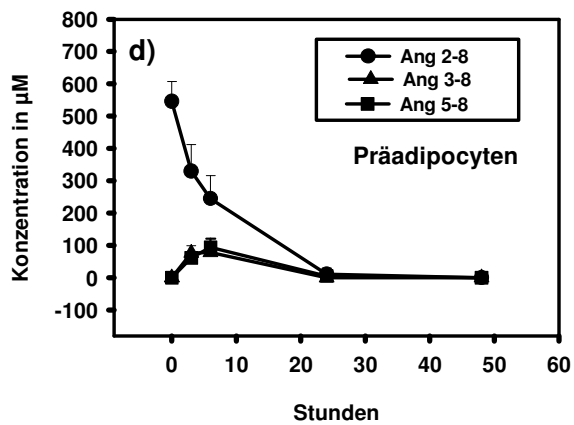 800
700
600
500
400
300
200
100
0
-100
Konzentration in µM
d)
Ang 2-8
Ang 3-8
Ang 5-8
Präadipocyten
0 10 20 30 40 50 60
Stunden